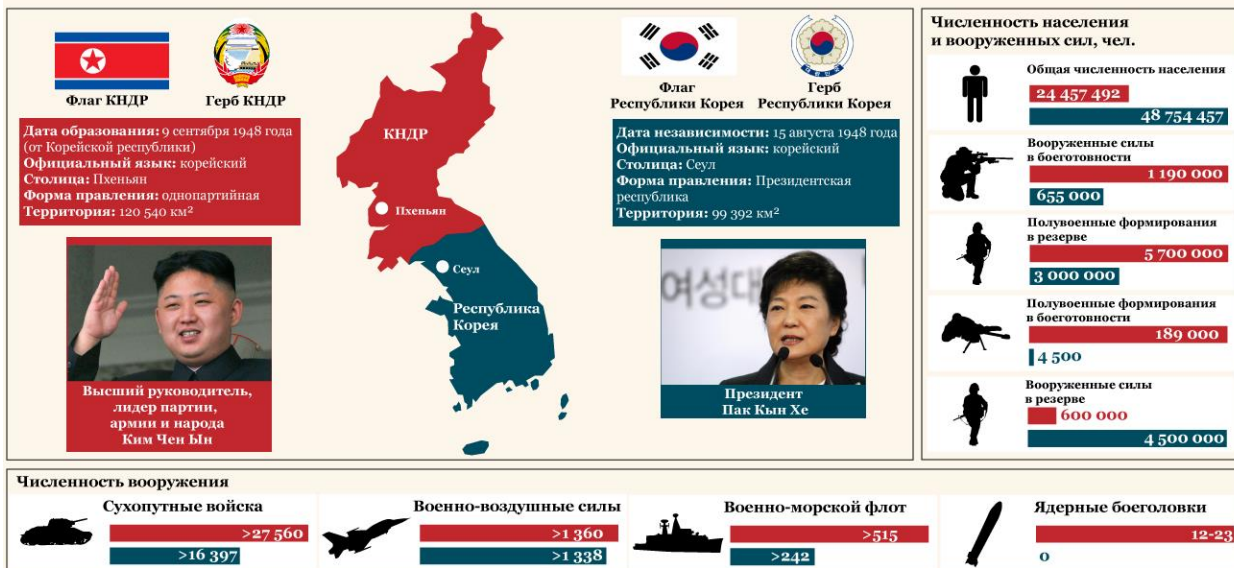 Флаг КНДР
Герб КНДР
Дата образования: 9 сентября 1948 года
(от Корейской республики)
Официальный язык: корейский
Столица: Пхеньян
Форма правления: однопартийная
Территория: 120 540 км²
Высший руководитель,
лидер партии,
армии и народа
Ким Чен Ын
КНДР
Пхеньян
Сеул
Республика
Корея
Флаг
Республики Корея
Герб
Республики Корея
Дата независимости: 15 августа 1948 года
Официальный язык: корейский
Столица: Сеул
Форма правления: Президентская
республика
Территория: 99 392 км²
여성대
Президент
Пак Кын Хе
Численность населения
и вооруженных сил, чел.
Общая численность населения
24 457 492
48 754 457
Вооруженные силы
в боеготовности
1 190 000
655 000
Полувоенные формирования
в резерве
5 700 000
3 000 000
Полувоенные формирования
в боеготовности
189 000
4 500
Вооруженные силы
в резерве
600 000
4 500 000
Численность вооружения
Сухопутные войска
>27 560
>16 397
Военно-воздушные силы
>1 360
>1 338
Военно-морской флот
>515
>242
Ядерные боеголовки
12-23
0